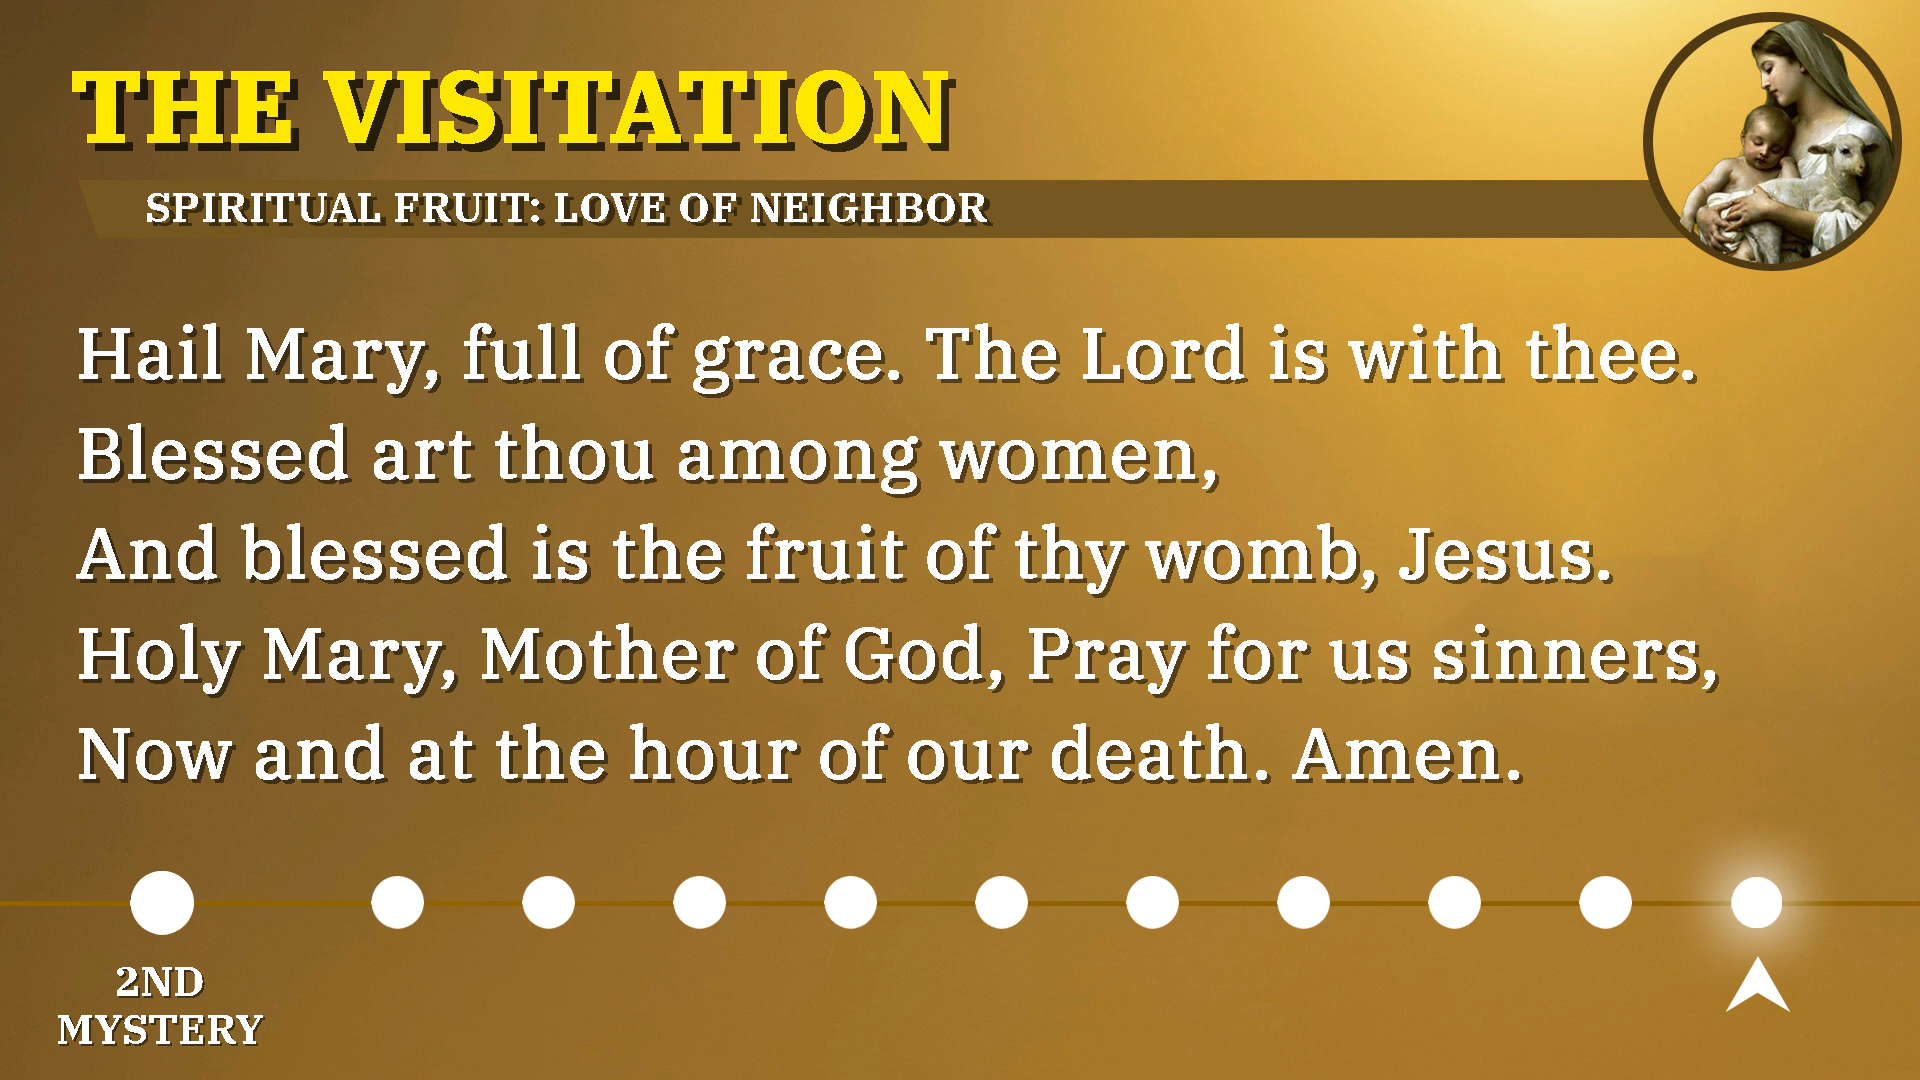 THE VISITATION
SPIRITUAL FRUIT: LOVE OF NEIGHBOR
Hail Mary, full of grace. The Lord is with thee.
Blessed art thou among women,
And blessed is the fruit of thy womb, Jesus.
Holy Mary, Mother of God, Pray for us sinners,
Now and at the hour of our death. Amen.
2ND
MYSTERY